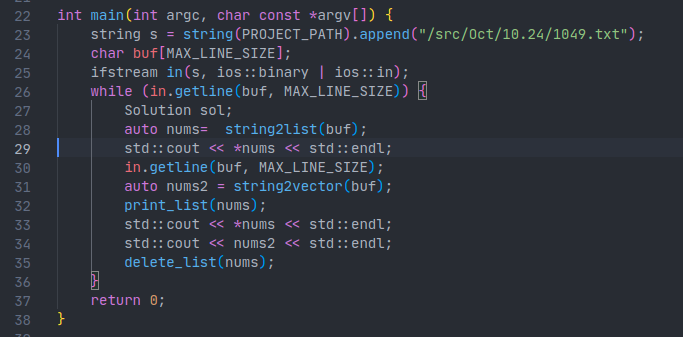 22 int main(int argc, char const *argv[]) {
23     string s = string(PROJECT_PATH).append("/src/Oct/10.24/1049.txt");
24     char buf[MAX_LINE_SIZE];
25     ifstream in(s, ios::binary | ios::in);
26     while (in.getline(buf, MAX_LINE_SIZE)) {
27         Solution sol;
28         auto nums=  string2list(buf);
29         std::cout << *nums << std::endl;
30         in.getline(buf, MAX_LINE_SIZE);
31         auto nums2 = string2vector(buf);
32         print_list(nums);
33         std::cout << *nums << std::endl;
34         std::cout << nums2 << std::endl;
35         delete_list(nums);
36     }
37     return 0;
38 }